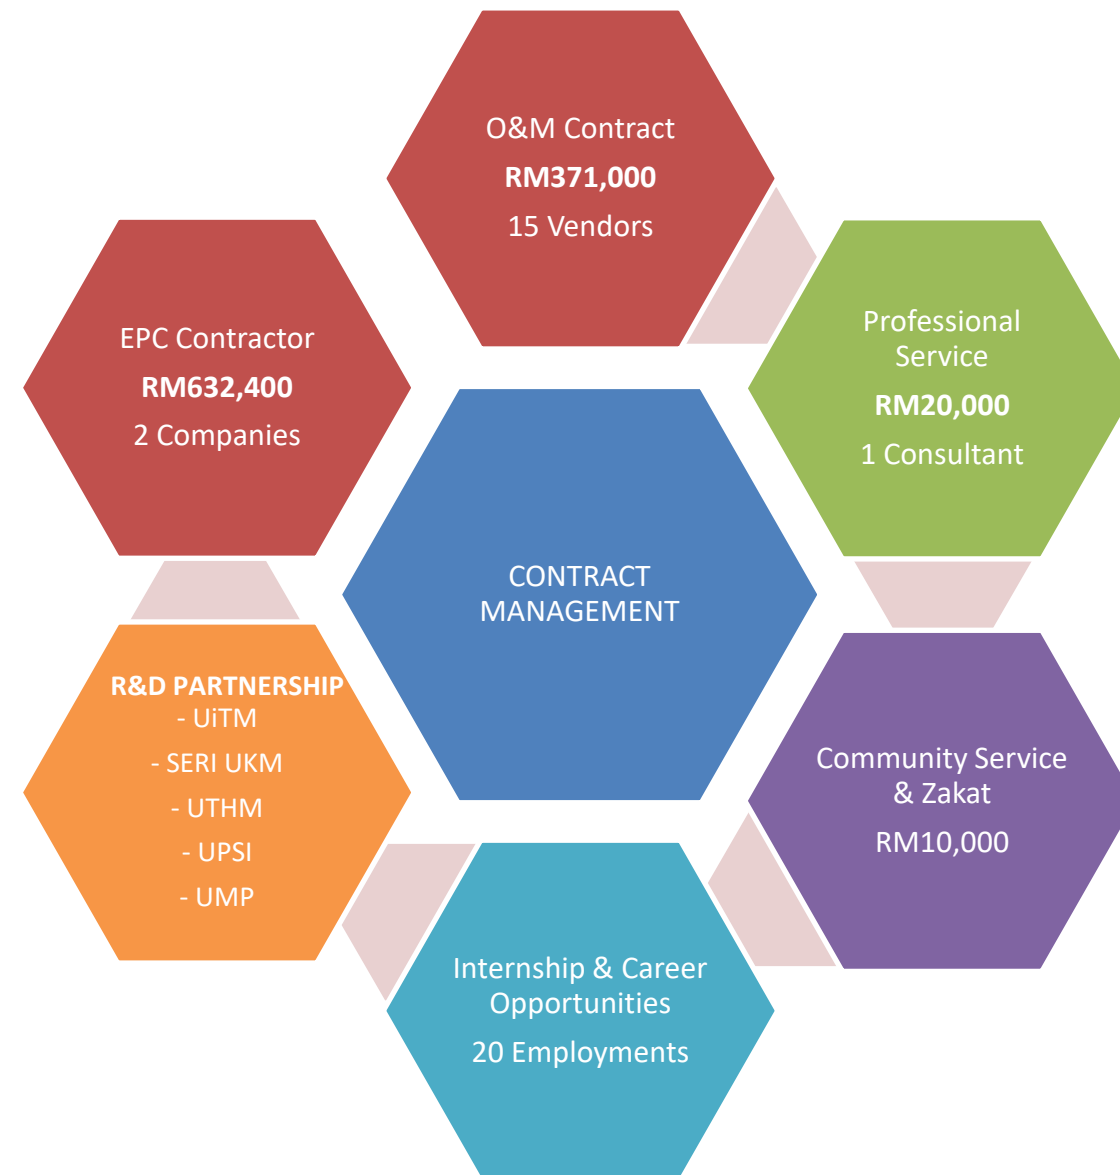 O&M Contract
RM371,000
15 Vendors
Professional
Service
RM20,000
1 Consultant
EPC Contractor
RM632,400
2 Companies
CONTRACT
MANAGEMENT
R&D PARTNERSHIP
- UiTM
- SERI UKM
- UTHM
- UPSI
- UMP
Community Service
& Zakat
RM10,000
Internship & Career
Opportunities
20 Employments